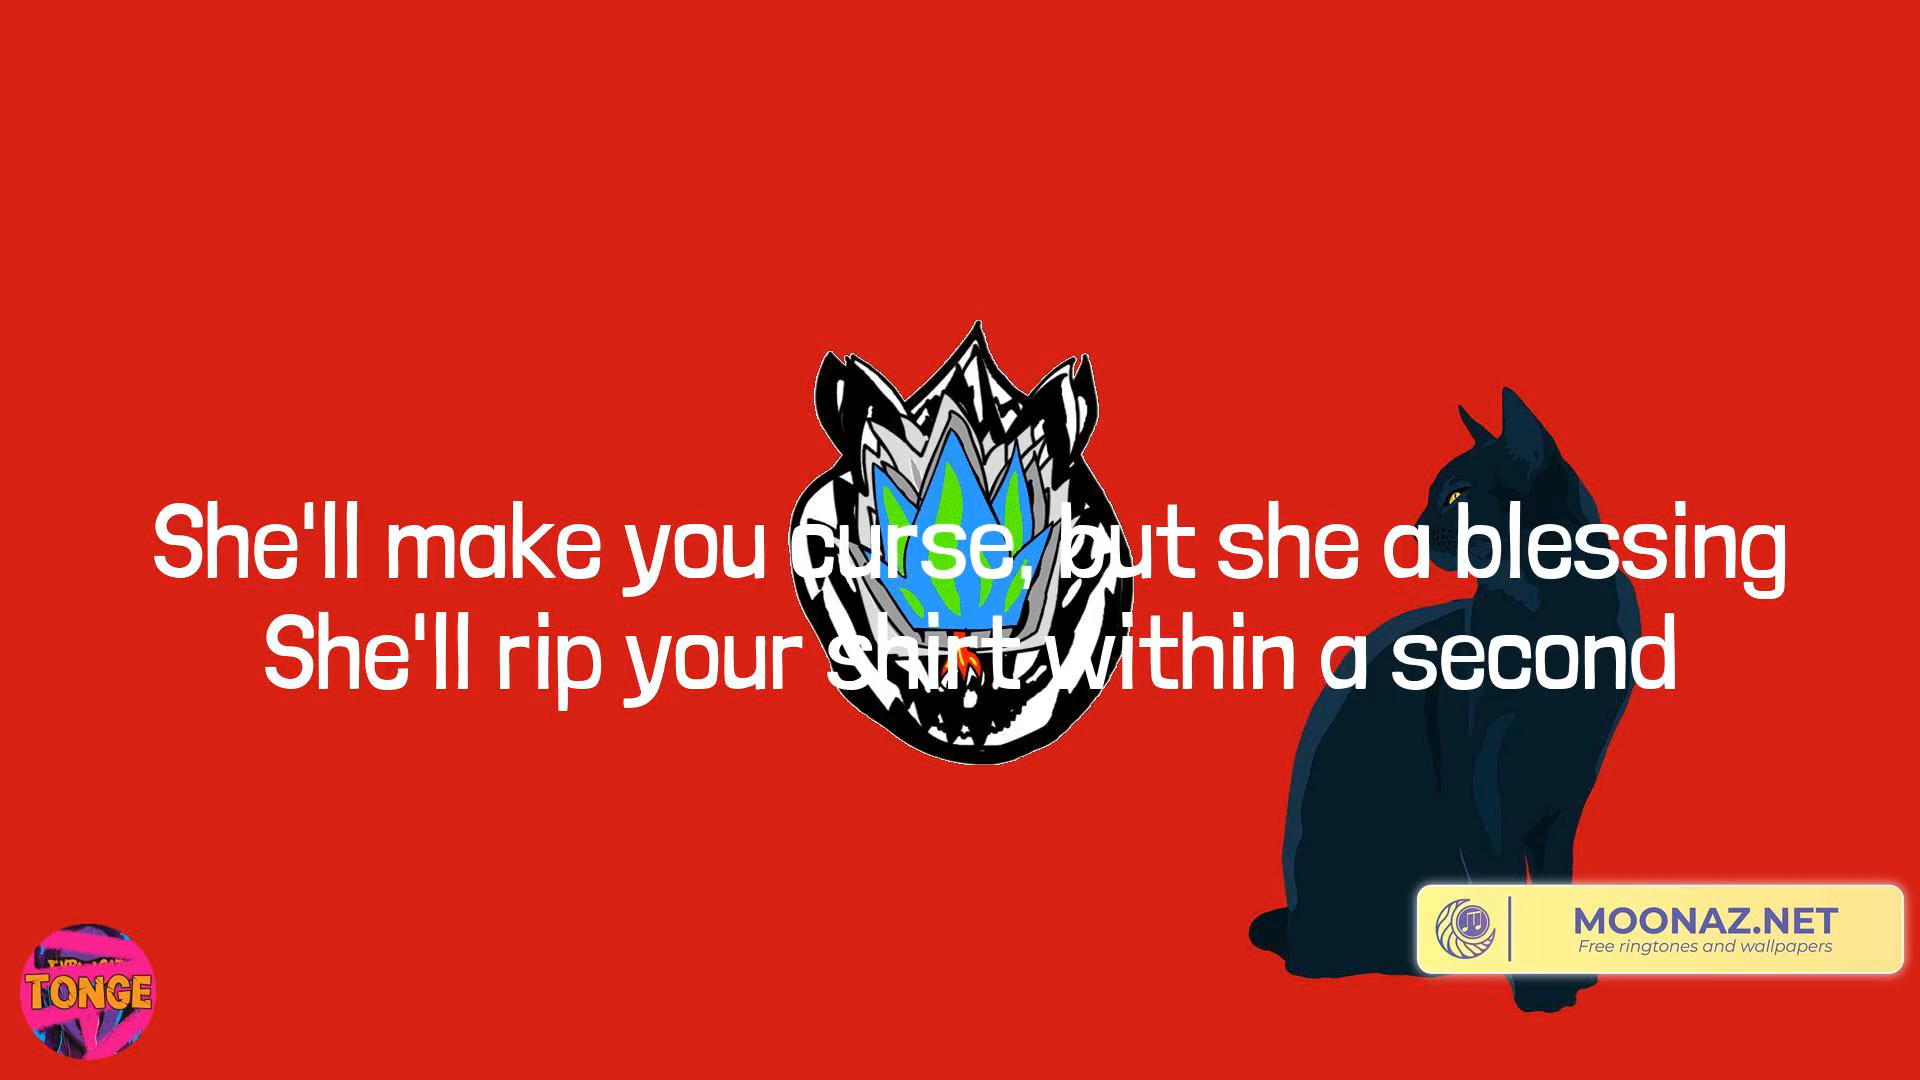 She'll make you curse, but she a blessing
She'll rip your shirt within a second
MOONAZ.NET
Free ringtones and wallpapers
TONGE